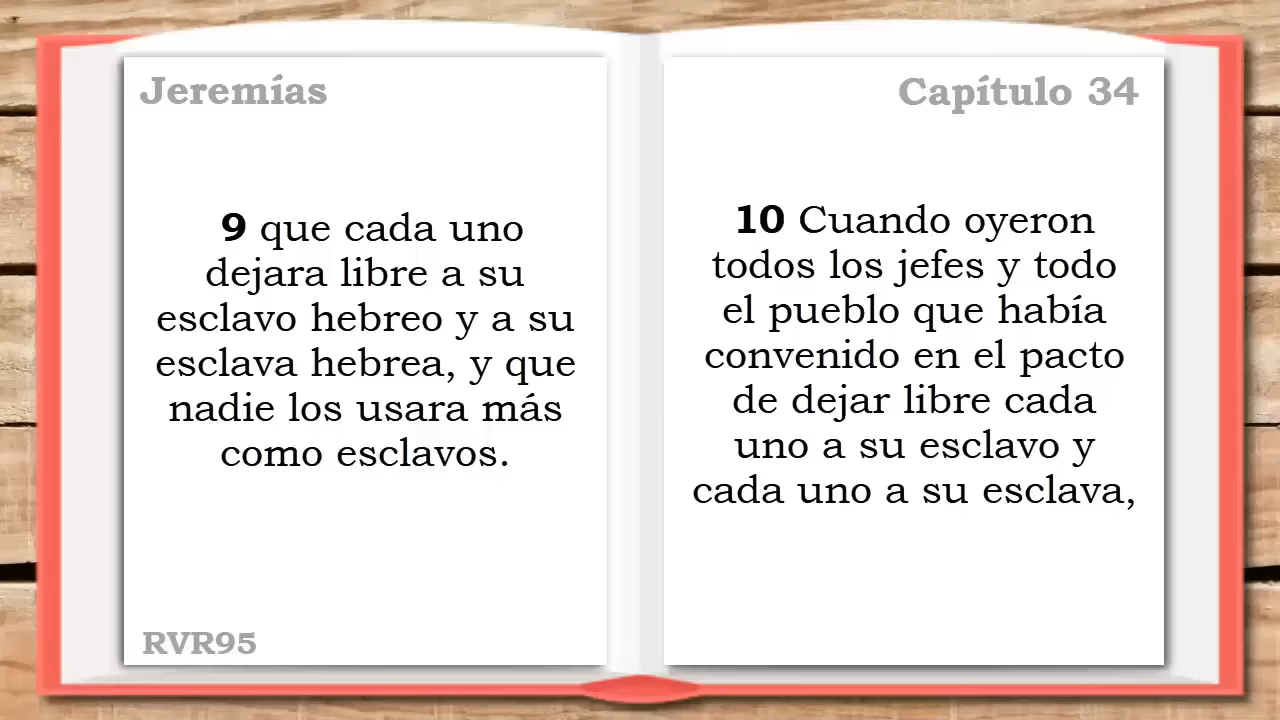 Jeremías
9 que cada uno
dejara libre a su
esclavo hebreo y a su
esclava hebrea, y que
nadie los usara más
como esclavos.
RVR95
Capítulo 34
10 Cuando oyeron
todos los jefes y todo
el pueblo que había
convenido en el pacto
de dejar libre cada
uno a su esclavo y
cada uno a su esclava,